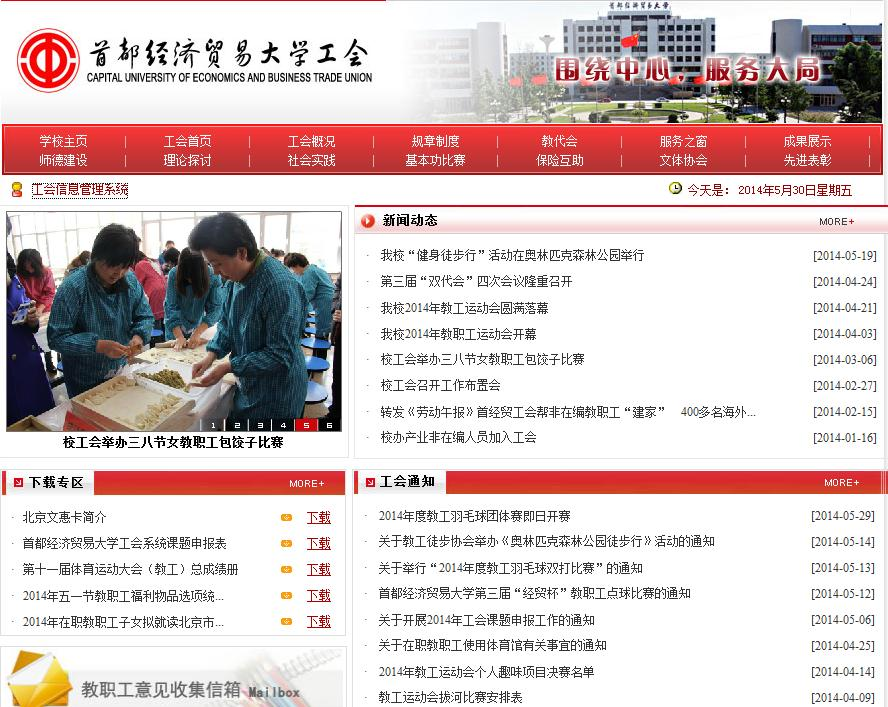 首都经济贸易大学工会
CAPITAL UNIVERSITY OF ECONOMICS AND BUSINESS TRADE UNION
首都经济贸易大学
围绕中心，服务大局
学校主页 工会首页 工会概况 规章制度 教代会 服务之窗 成果展示
师德建设 理论探讨 社会实践 基本功比赛 保险互助 文体协会 先进表彰
工会信息管理系统
今天是： 2014年5月30日星期五
1 2 3 4 5 6
校工会举办三八节女教职工包饺子比赛
新闻动态 MORE+
我校“健身徒步行”活动在奥林匹克森林公园举行 [2014-05-19]
第三届“双代会”四次会议隆重召开 [2014-04-24]
我校2014年教工运动会圆满落幕 [2014-04-21]
我校2014年教职工运动会开幕 [2014-04-03]
校工会举办三八节女教职工包饺子比赛 [2014-03-06]
校工会召开工作布置会 [2014-02-27]
转发《劳动午报》首经贸工会帮非在编教职工“建家” 400多名海外... [2014-02-15]
校办产业非在编人员加入工会 [2014-01-16]
下载专区 MORE+
北京文惠卡简介 下载
首都经济贸易大学工会系统课题申报表 下载
第十一届体育运动大会（教工）总成绩册 下载
2014年五一节教职工福利物品选项统... 下载
2014年在职教职工子女拟就读北京市... 下载
教职工意见收集信箱 Mailbox
工会通知 MORE+
2014年度教工羽毛球团体赛即日开赛 [2014-05-29]
关于教工徒步协会举办《奥林匹克森林公园徒步行》活动的通知 [2014-05-14]
关于举行“2014年度教工羽毛球双打比赛”的通知 [2014-05-13]
首都经济贸易大学第三届“经贸杯”教职工点球比赛的通知 [2014-05-12]
关于开展2014年工会课题申报工作的通知 [2014-05-06]
关于在职教职工使用体育馆有关事宜的通知 [2014-04-25]
2014年教工运动会个人趣味项目决赛名单 [2014-04-14]
教工运动会拔河比赛安排表 [2014-04-09]